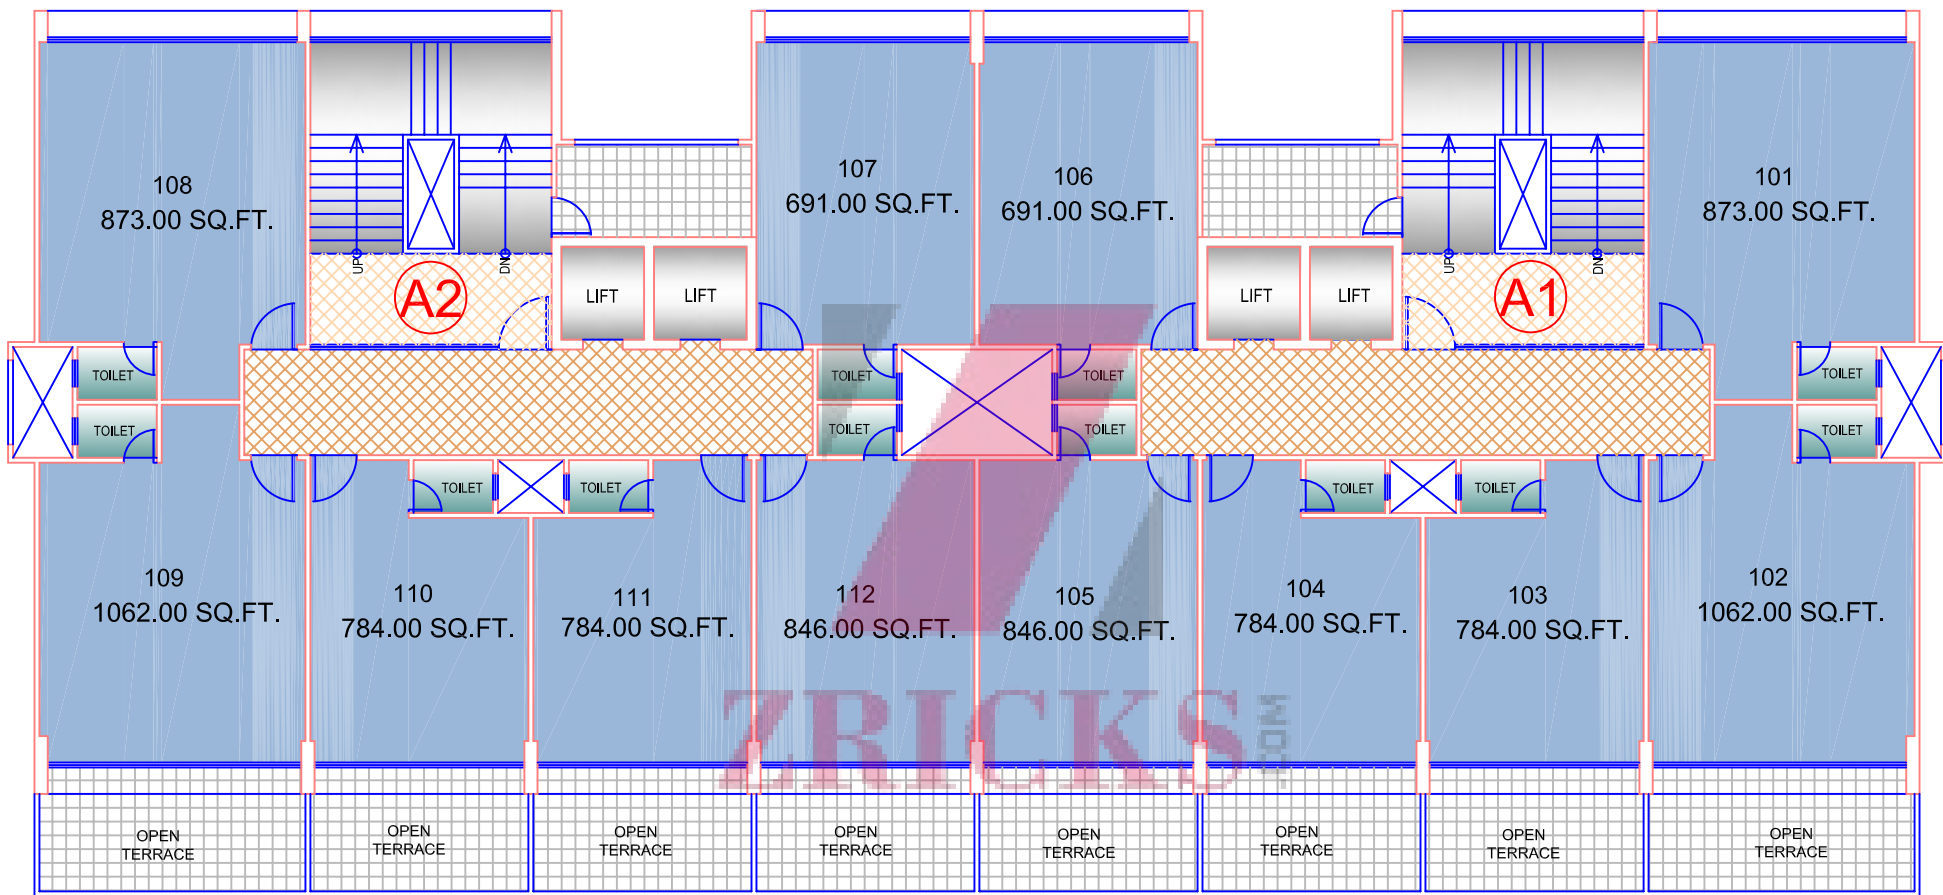 108
873.00 SQ.FT.
107
691.00 SQ.FT.
106
691.00 SQ.FT.
101
873.00 SQ.FT.
UP
DN
UP
DN
A2
LIFT
LIFT
LIFT
LIFT
A1
TOILET
TOILET
TOILET
TOILET
TOILET
TOILET
TOILET
TOILET
TOILET
TOILET
TOILET
TOILET
109
1062.00 SQ.FT.
110
784.00 SQ.FT.
111
784.00 SQ.FT.
112
846.00 SQ.FT.
105
846.00 SQ.FT.
104
784.00 SQ.FT.
103
784.00 SQ.FT.
102
1062.00 SQ.FT.
ZRICKS
.COM
OPEN
TERRACE
OPEN
TERRACE
OPEN
TERRACE
OPEN
TERRACE
OPEN
TERRACE
OPEN
TERRACE
OPEN
TERRACE
OPEN
TERRACE